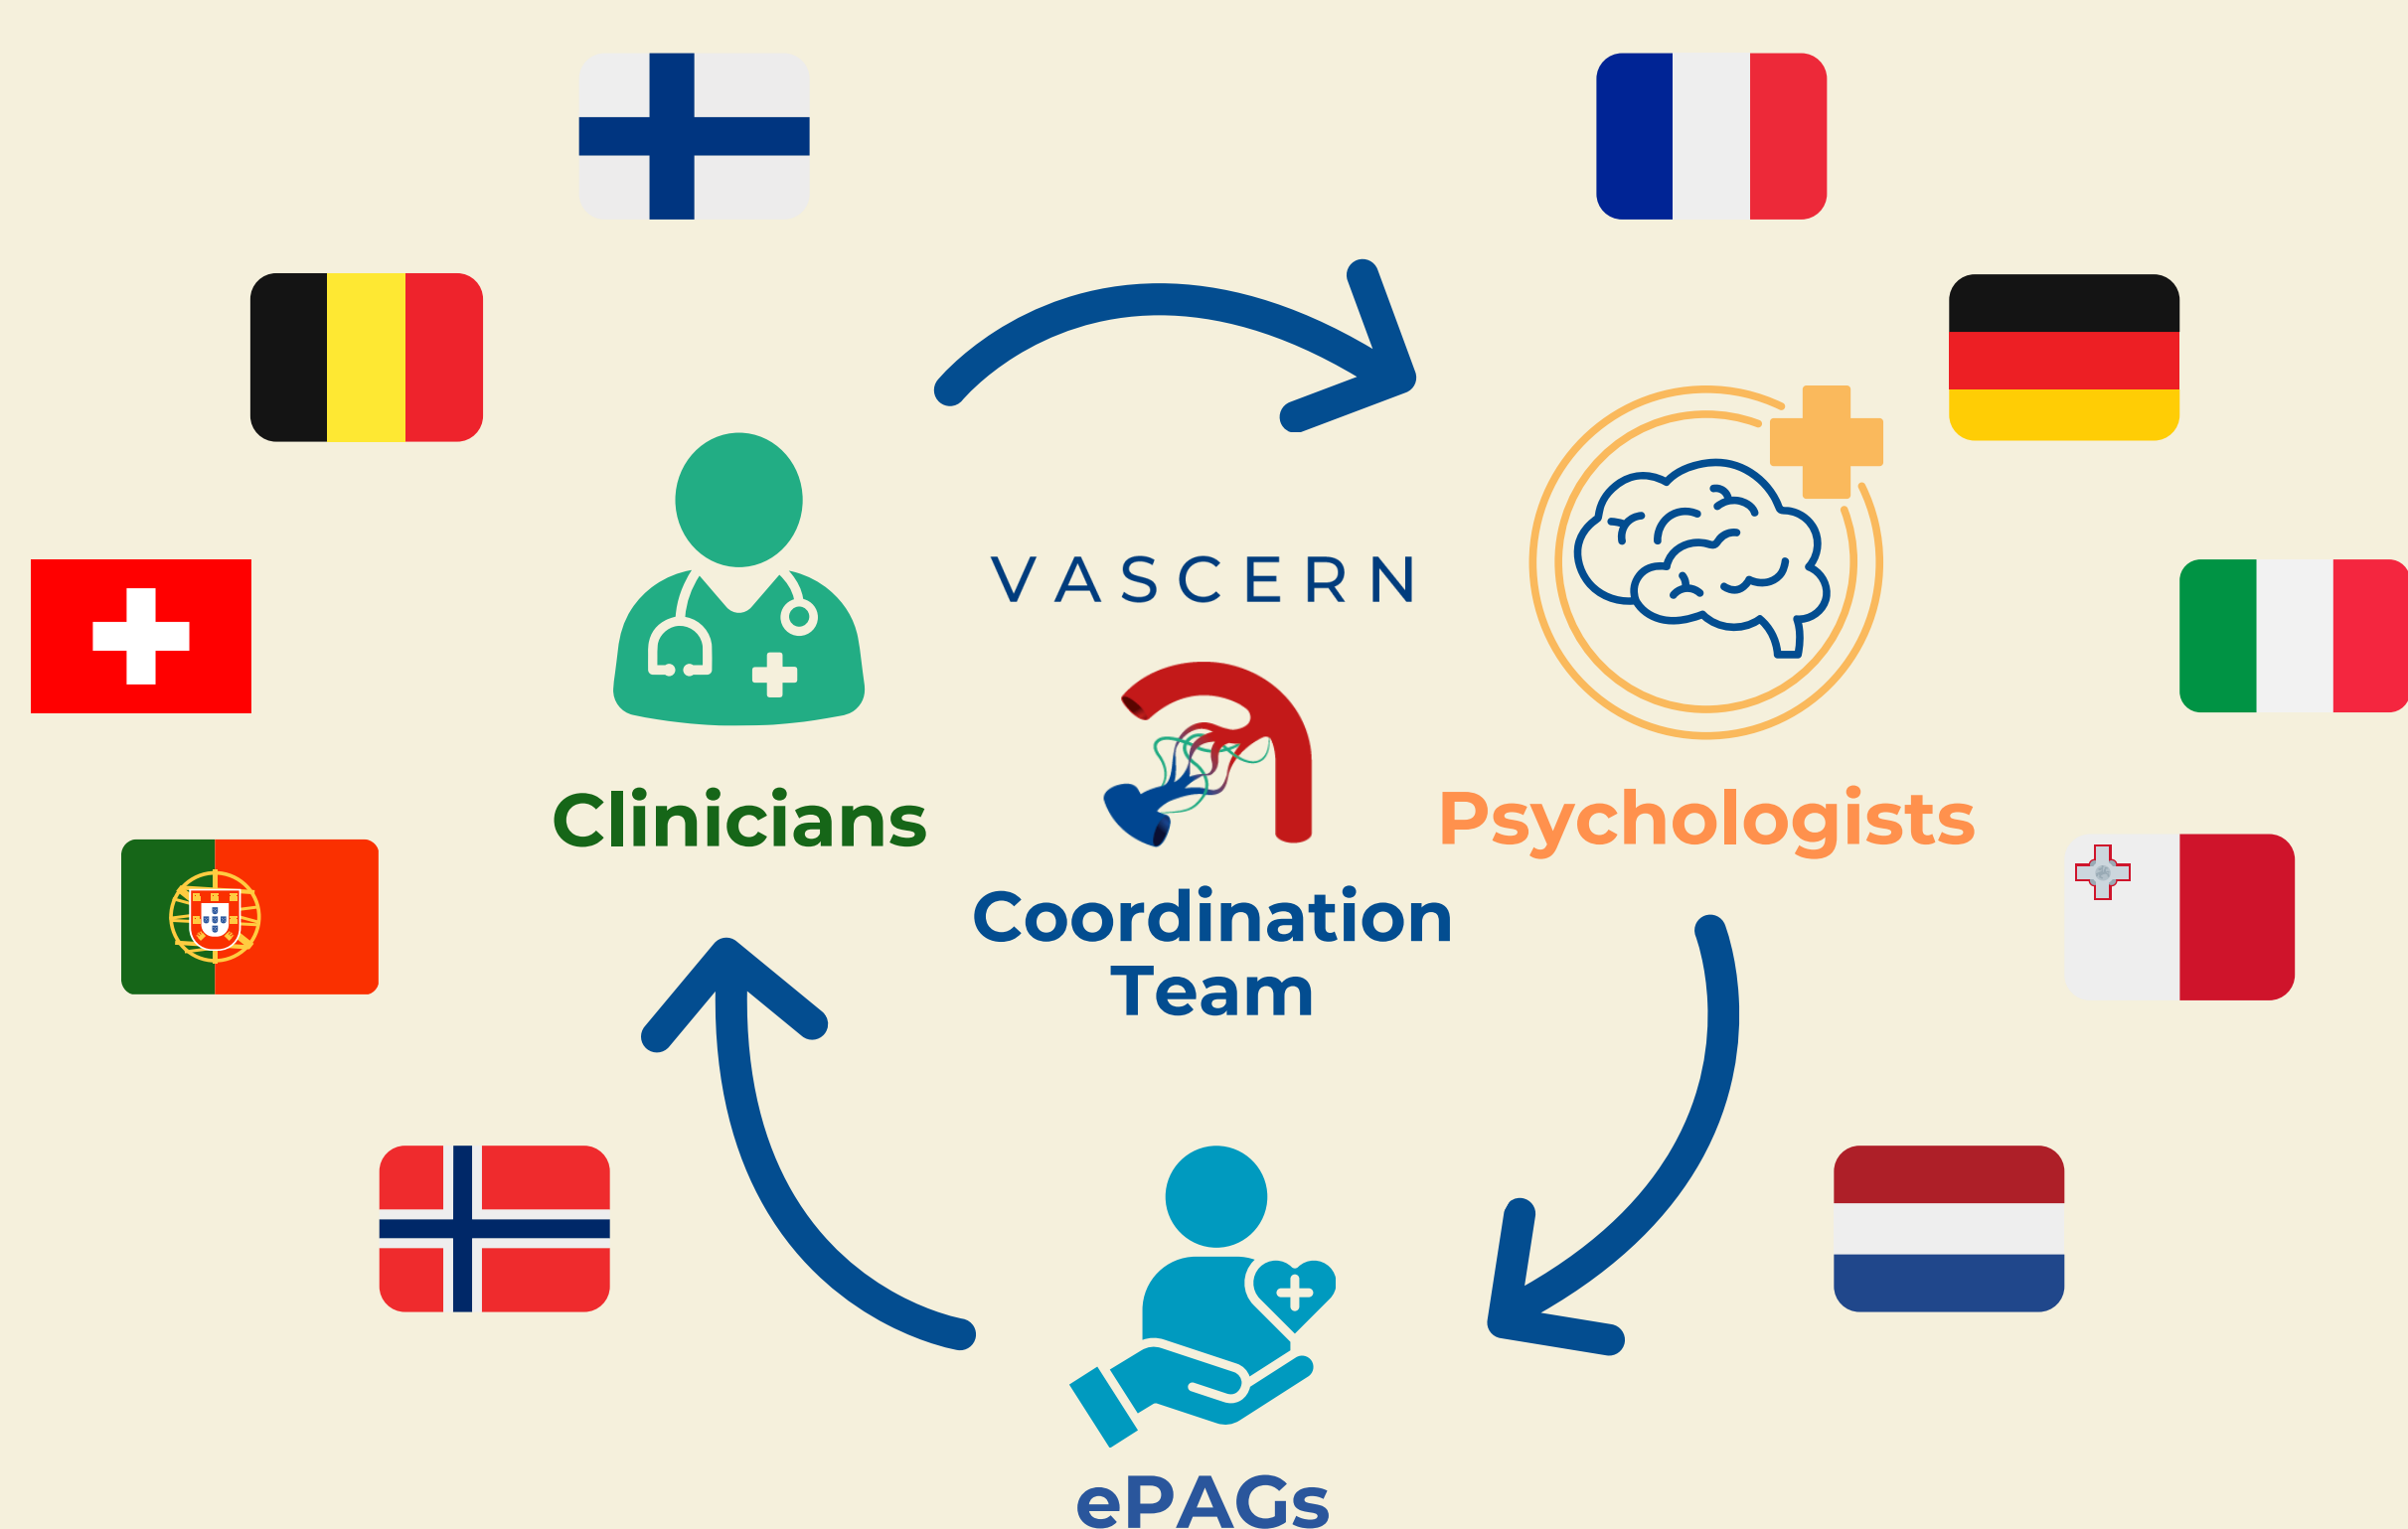 VASCERN
Clinicians
Psychologists
Coordination
Team
ePAGs